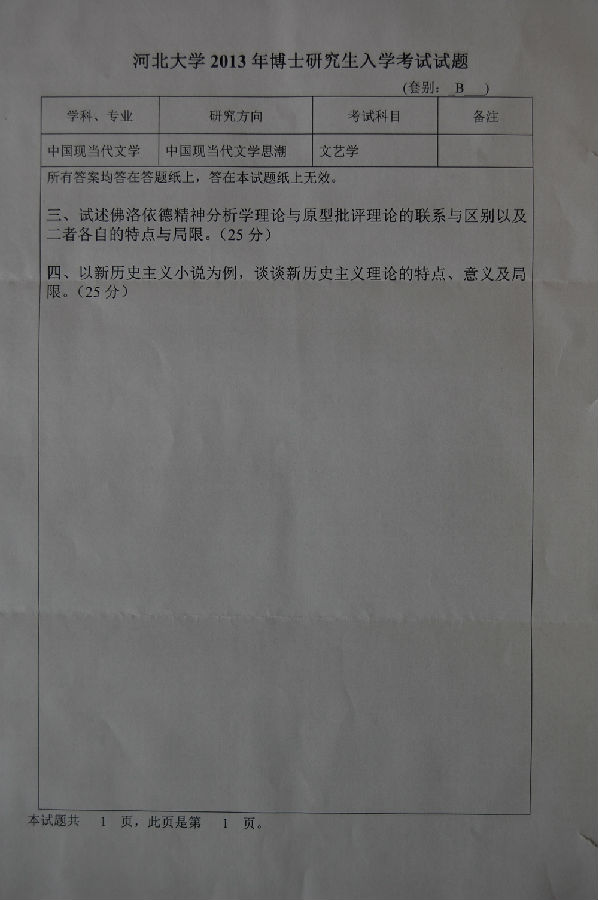 河北大学 2013 年博士研究生入学考试试题
(套别： B )
学科、专业 研究方向 考试科目 备注
中国现当代文学 中国现当代文学思潮 文艺学
所有答案均答在答题纸上，答在本试题纸上无效。
三、试述佛洛依德精神分析学理论与原型批评理论的联系与区别以及
二者各自的特点与局限。（25 分）
四、以新历史主义小说为例，谈谈新历史主义理论的特点、意义及局
限。（25 分）
本试题共 1 页，此页是第 1 页。